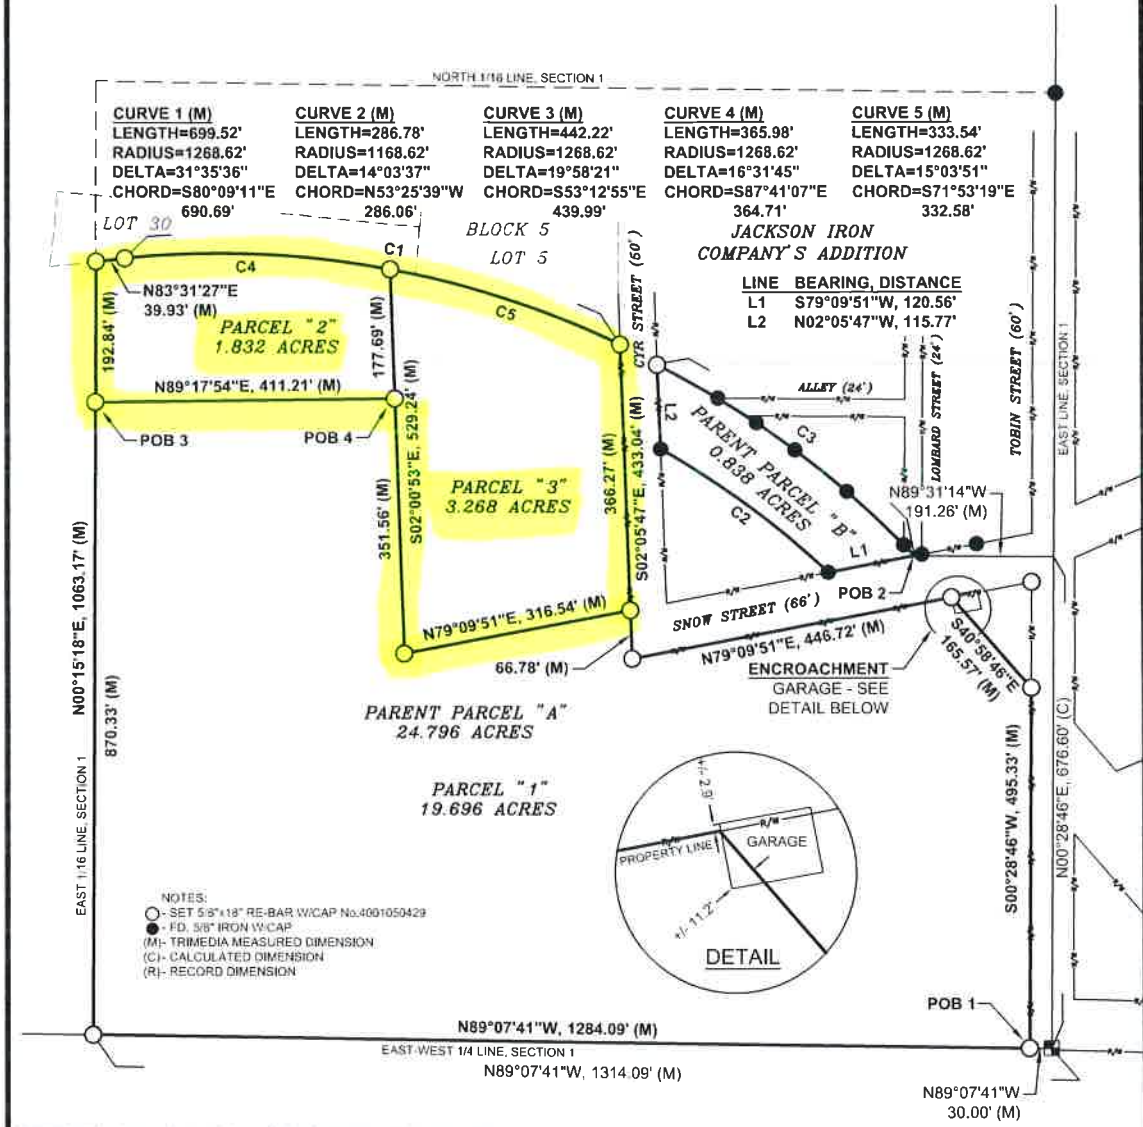 NORTH 1/16 LINE, SECTION 1
CURVE 1 (M)
LENGTH=699.52'
RADIUS=1268.62'
DELTA=31°35'36"
CHORD=S80°09'11"E
690.69'
CURVE 2 (M)
LENGTH=286.78'
RADIUS=1168.62'
DELTA=14°03'37"
CHORD=N53°25'39"W
286.06'
CURVE 3 (M)
LENGTH=442.22'
RADIUS=1268.62'
DELTA=19°58'21"
CHORD=S53°12'55"E
439.99'
CURVE 4 (M)
LENGTH=365.98'
RADIUS=1268.62'
DELTA=16°31'45"
CHORD=S87°41'07"E
364.71'
CURVE 5 (M)
LENGTH=333.54'
RADIUS=1268.62'
DELTA=15°03'51"
CHORD=S71°53'19"E
332.58'
LOT 30
BLOCK 5
LOT 5
JACKSON IRON
COMPANY'S ADDITION
LINE BEARING, DISTANCE
L1 S79°09'51"W, 120.56'
L2 N02°05'47"W, 115.77'
C1
C4
C5
N83°31'27"E
39.93' (M)
192.84' (M)
PARCEL "2"
1.832 ACRES
177.69' (M)
N89°17'54"E, 411.21' (M)
POB 3
POB 4
S02°00'53"E, 529.24' (M)
351.56' (M)
PARCEL "3"
3.268 ACRES
366.27' (M)
S02°05'47"E, 433.04' (M)
N79°09'51"E, 316.54' (M)
66.78' (M)
CYR STREET (60')
L2
PARENT PARCEL "B"
0.838 ACRES
C3
C2
L1
ALLEY (24')
LOMBARD STREET (24')
TOBIN STREET (60')
EAST LINE, SECTION 1
N89°31'14"W
191.26' (M)
POB 2
SNOW STREET (66')
N79°09'51"E, 446.72' (M)
ENCROACHMENT
GARAGE - SEE
DETAIL BELOW
S40°58'46"E
165.57' (M)
N00°15'18"E, 1063.17' (M)
870.33' (M)
EAST 1/16 LINE, SECTION 1
PARENT PARCEL "A"
24.796 ACRES
PARCEL "1"
19.696 ACRES
S00°28'46"W, 495.33' (M)
N00°28'46"E, 676.60' (C)
+/- 2.9'
R/W
PROPERTY LINE
GARAGE
+/- 11.2'
DETAIL
NOTES:
- SET 5/8"x18" RE-BAR W/CAP No.4001050429
- FD. 5/8" IRON W/CAP
(M)- TRIMEDIA MEASURED DIMENSION
(C)- CALCULATED DIMENSION
(R)- RECORD DIMENSION
POB 1
N89°07'41"W, 1284.09' (M)
EAST-WEST 1/4 LINE, SECTION 1
N89°07'41"W, 1314.09' (M)
N89°07'41"W
30.00' (M)